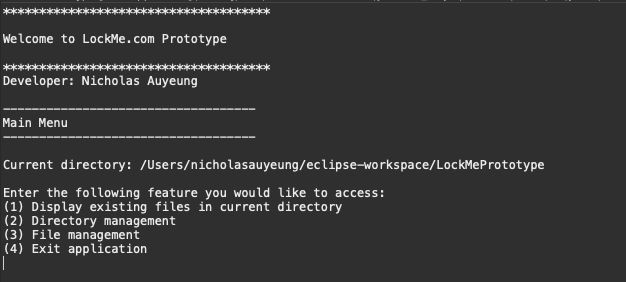 **************************************
Welcome to LockMe.com Prototype
**************************************
Developer: Nicholas Auyeung
-----------------------------------
Main Menu
-----------------------------------
Current directory: /Users/nicholasauyeung/eclipse-workspace/LockMePrototype
Enter the following feature you would like to access:
(1) Display existing files in current directory
(2) Directory management
(3) File management
(4) Exit application